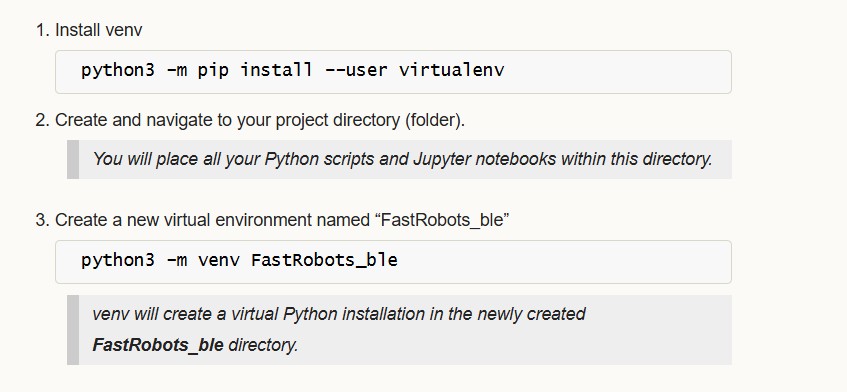 1. Install venv
python3 -m pip install --user virtualenv
2. Create and navigate to your project directory (folder).
You will place all your Python scripts and Jupyter notebooks within this directory.
3. Create a new virtual environment named “FastRobots_ble”
python3 -m venv FastRobots_ble
venv will create a virtual Python installation in the newly created
FastRobots_ble directory.